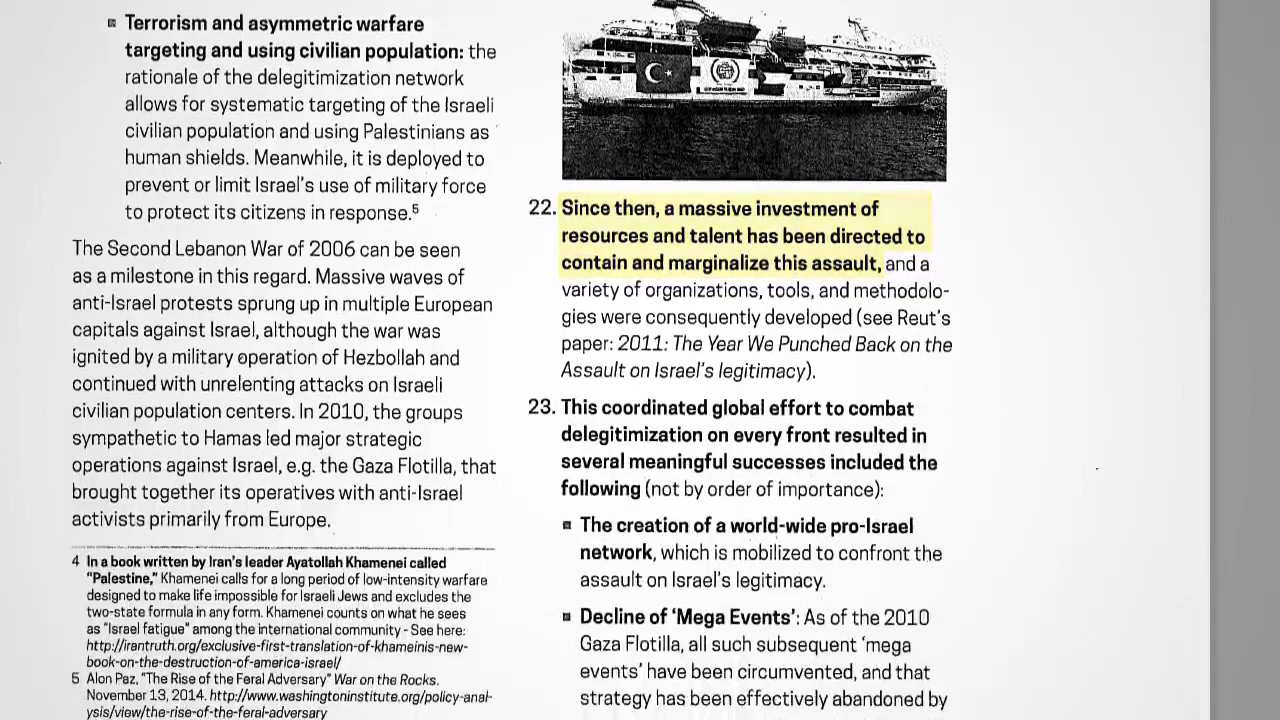 Terrorism and asymmetric warfare
targeting and using civilian population: the
rationale of the delegitimization network
allows for systematic targeting of the Israeli
civilian population and using Palestinians as
human shields. Meanwhile, it is deployed to
prevent or limit Israel's use of military force
to protect its citizens in response.5
The Second Lebanon War of 2006 can be seen
as a milestone in this regard. Massive waves of
anti-Israel protests sprung up in multiple European
capitals against Israel, although the war was
ignited by a military operation of Hezbollah and
continued with unrelenting attacks on Israeli
civilian population centers. In 2010, the groups
sympathetic to Hamas led major strategic
operations against Israel, e.g. the Gaza Flotilla, that
brought together its operatives with anti-Israel
activists primarily from Europe.
4 In a book written by Iran's leader Ayatollah Khamenei called
"Palestine," Khamenei calls for a long period of low-intensity warfare
designed to make life impossible for Israeli Jews and excludes the
two-state formula in any form. Khamenei counts on what he sees
as "Israel fatigue" among the international community - See here:
http://irantruth.org/exclusive-first-translation-of-khameinis-new-
book-on-the-destruction-of-america-israel/
5 Alon Paz, "The Rise of the Feral Adversary" War on the Rocks.
November 13, 2014. http://www.washingtoninstitute.org/policy-anal-
ysis/view/the-rise-of-the-feral-adversary
22. Since then, a massive investment of
resources and talent has been directed to
contain and marginalize this assault, and a
variety of organizations, tools, and methodolo-
gies were consequently developed (see Reut's
paper: 2011: The Year We Punched Back on the
Assault on Israel's legitimacy).
23. This coordinated global effort to combat
delegitimization on every front resulted in
several meaningful successes included the
following (not by order of importance):
The creation of a world-wide pro-Israel
network, which is mobilized to confront the
assault on Israel's legitimacy.
Decline of 'Mega Events': As of the 2010
Gaza Flotilla, all such subsequent 'mega
events' have been circumvented, and that
strategy has been effectively abandoned by